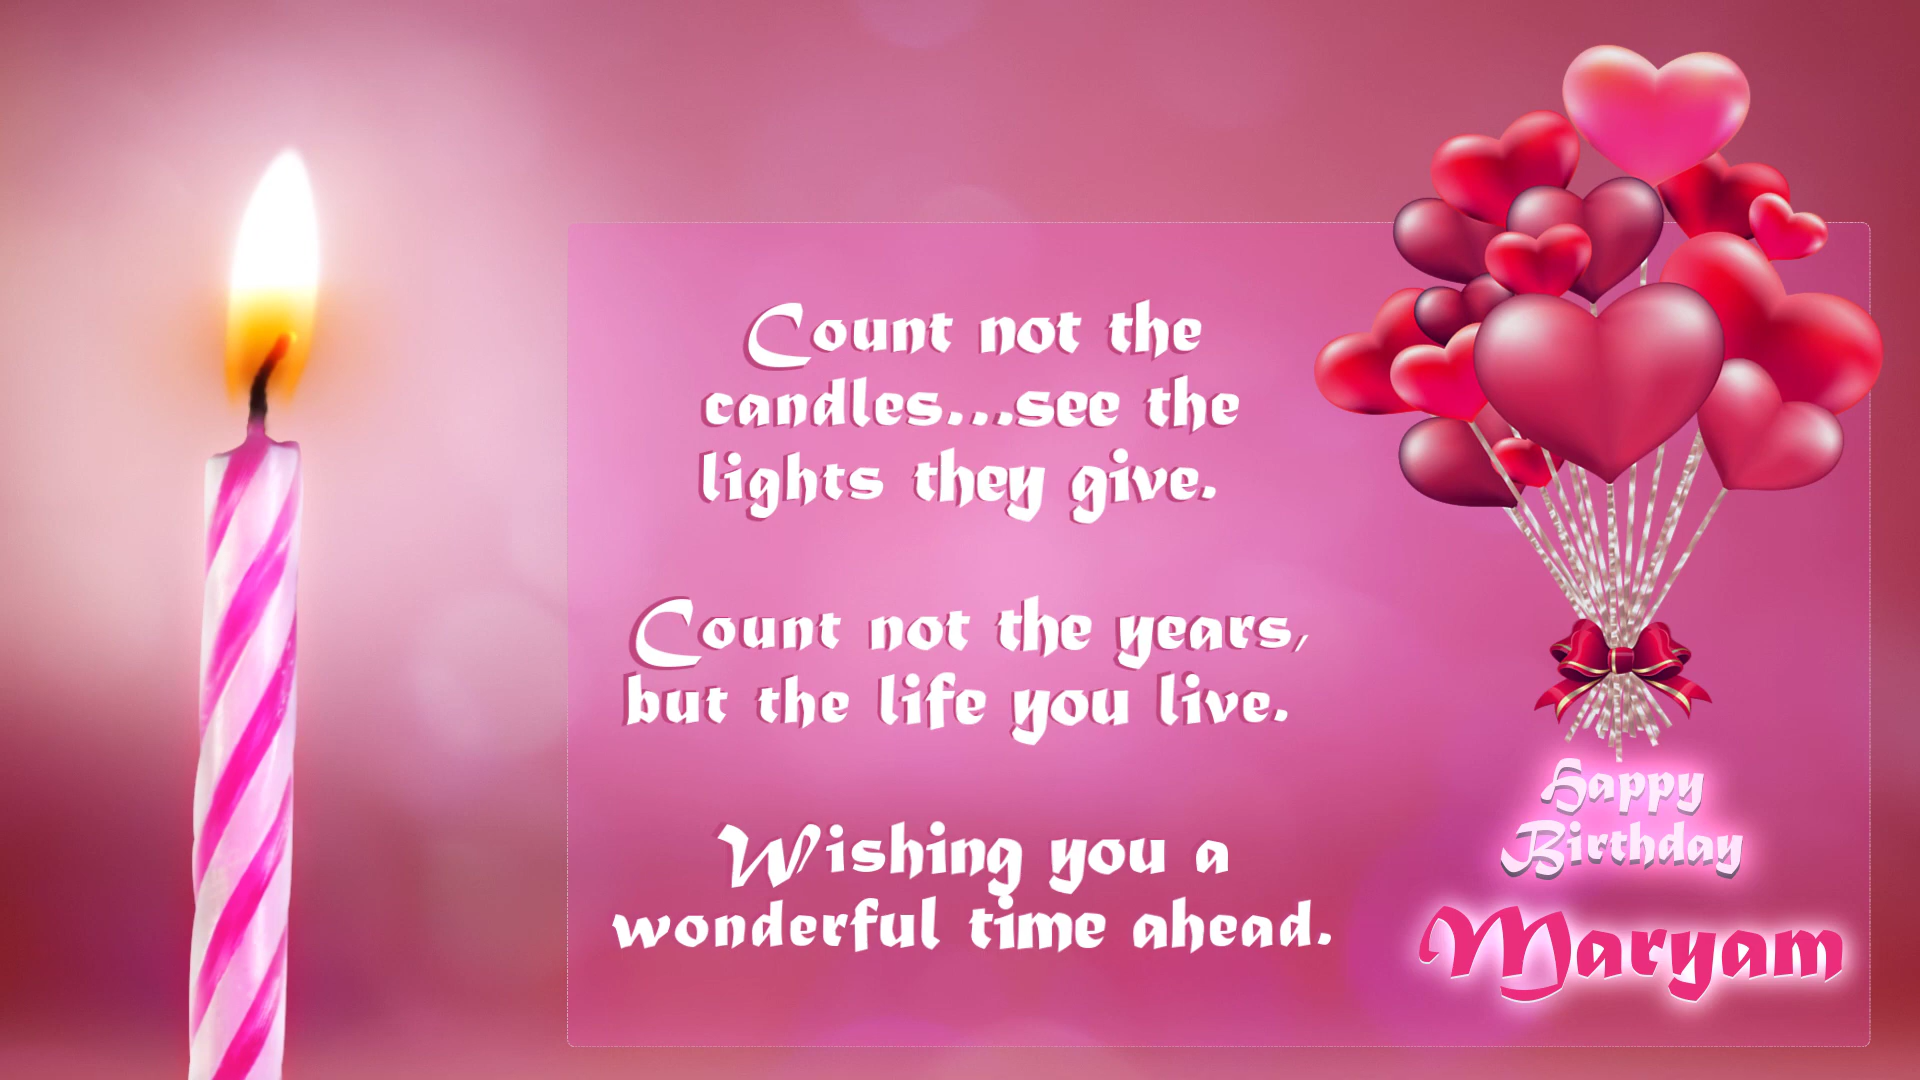 Count not the
candles...see the
lights they give.
Count not the years,
but the life you live.
Wishing you a
wonderful time ahead.
Happy
Birthday
Maryam